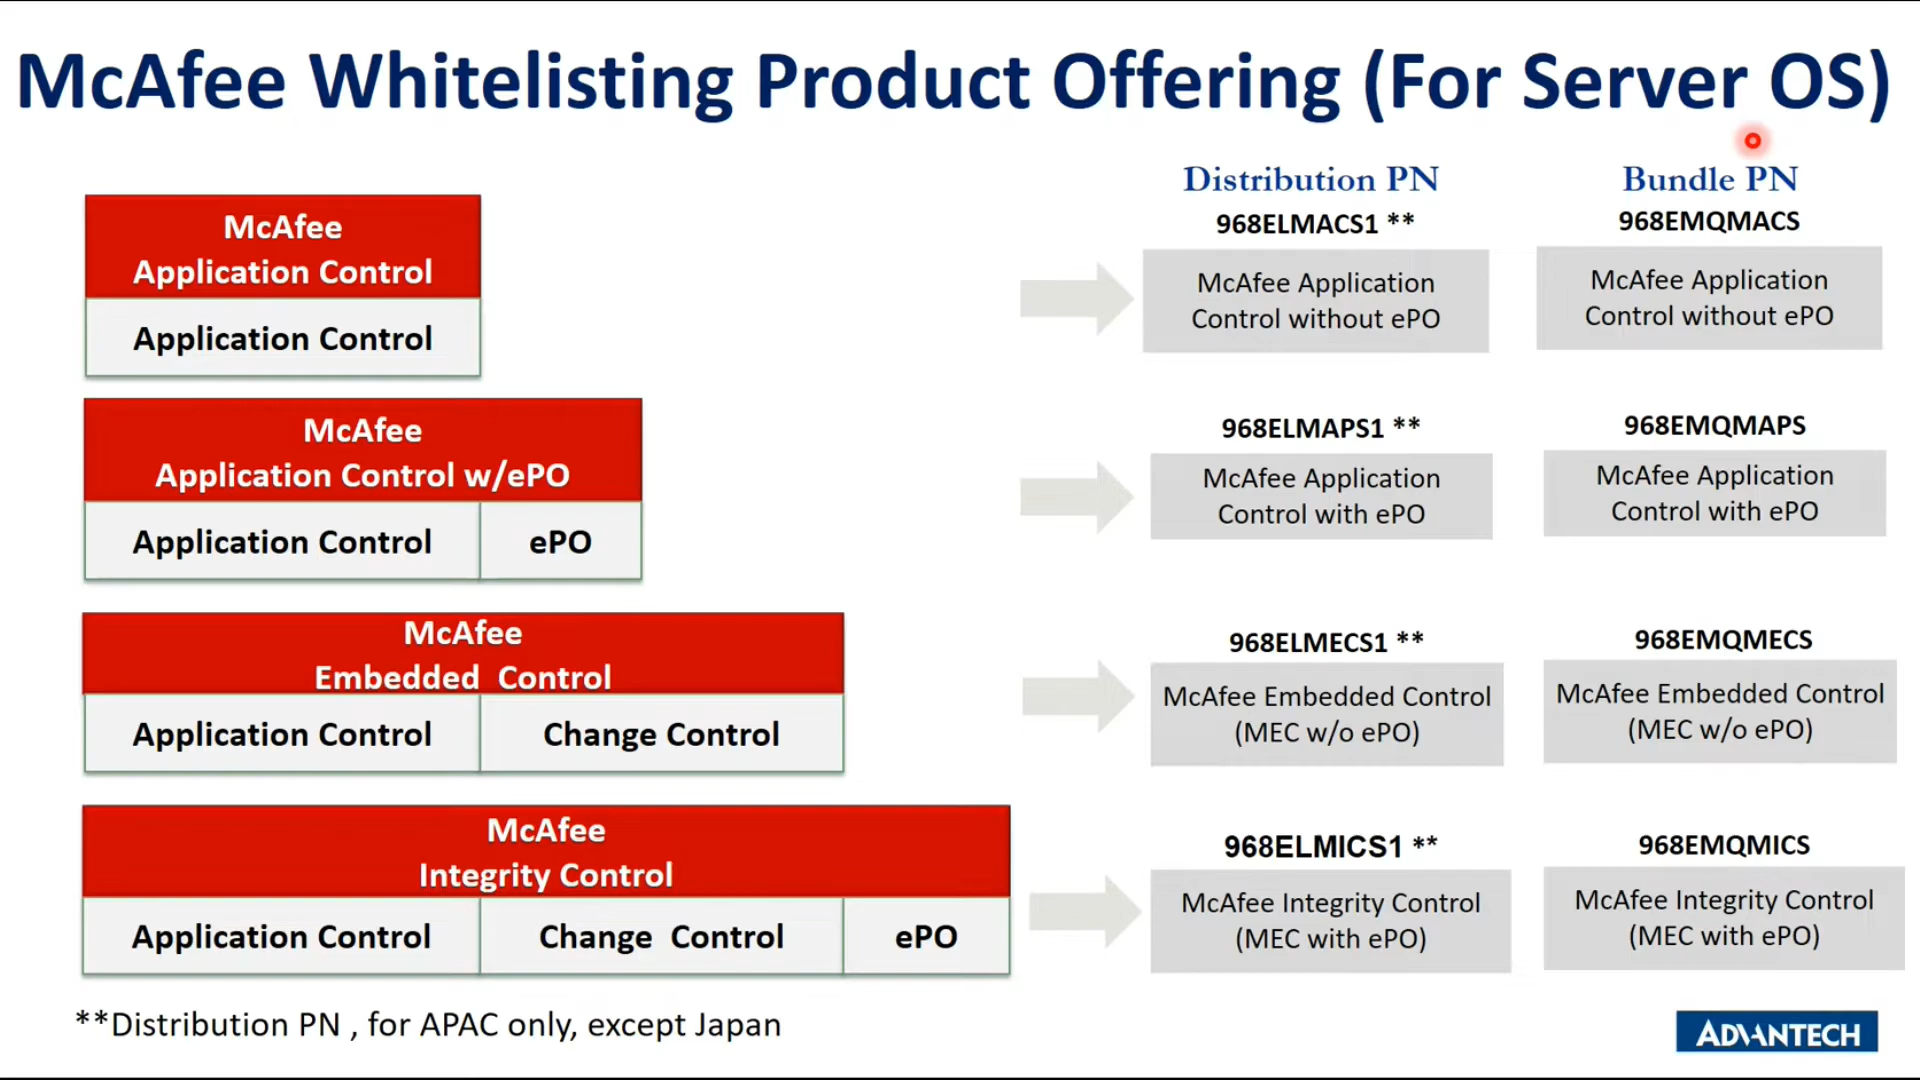 McAfee Whitelisting Product Offering (For Server OS)
Distribution PN
Bundle PN
McAfee
Application Control
Application Control
968ELMACS1 **
McAfee Application
Control without ePO
968EMQMACS
McAfee Application
Control without ePO
McAfee
Application Control w/ePO
Application Control
ePO
968ELMAPS1 **
McAfee Application
Control with ePO
968EMQMAPS
McAfee Application
Control with ePO
McAfee
Embedded  Control
Application Control
Change Control
968ELMECS1 **
McAfee Embedded Control
(MEC w/o ePO)
968EMQMECS
McAfee Embedded Control
(MEC w/o ePO)
McAfee
Integrity Control
Application Control
Change  Control
ePO
968ELMICS1 **
McAfee Integrity Control
(MEC with ePO)
968EMQMICS
McAfee Integrity Control
(MEC with ePO)
**Distribution PN , for APAC only, except Japan
ADVANTECH